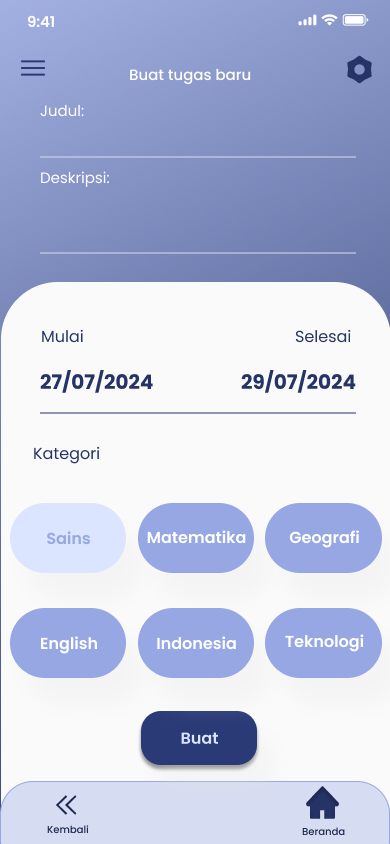 9:41
Buat tugas baru
Judul:
Deskripsi:
Mulai Selesai
27/07/2024 29/07/2024
Kategori
Sains Matematika Geografi
English Indonesia Teknologi
Buat
Kembali Beranda